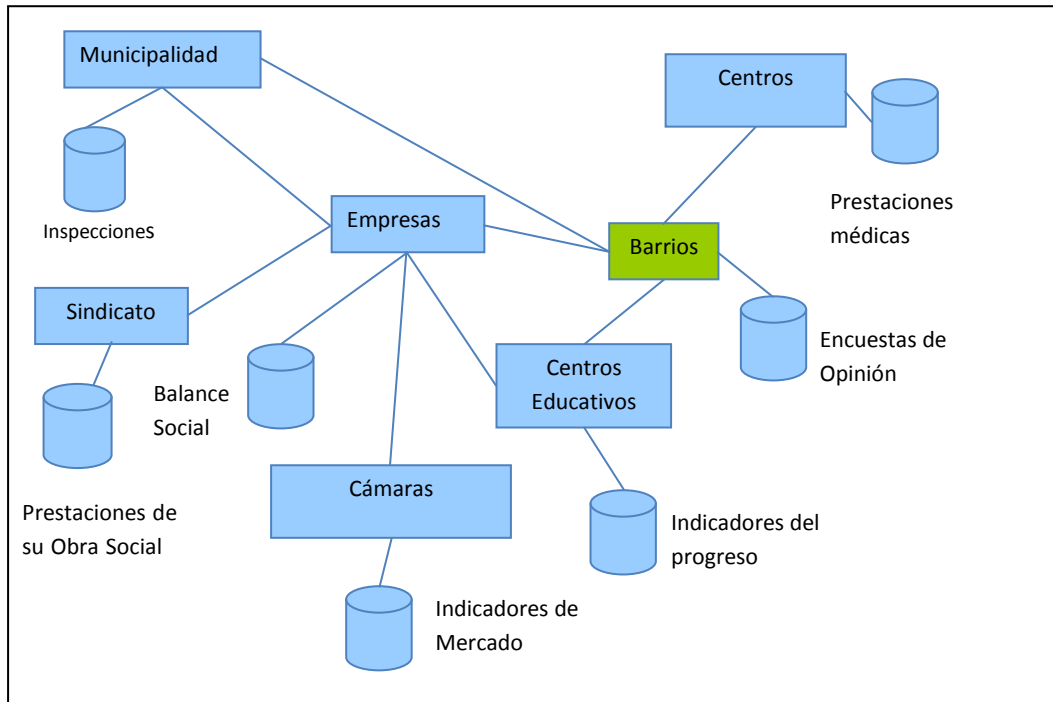 Municipalidad
Centros
Inspecciones
Empresas
Prestaciones
médicas
Barrios
Sindicato
Encuestas de
Opinión
Centros
Educativos
Balance
Social
Cámaras
Prestaciones de
su Obra Social
Indicadores del
progreso
Indicadores de
Mercado